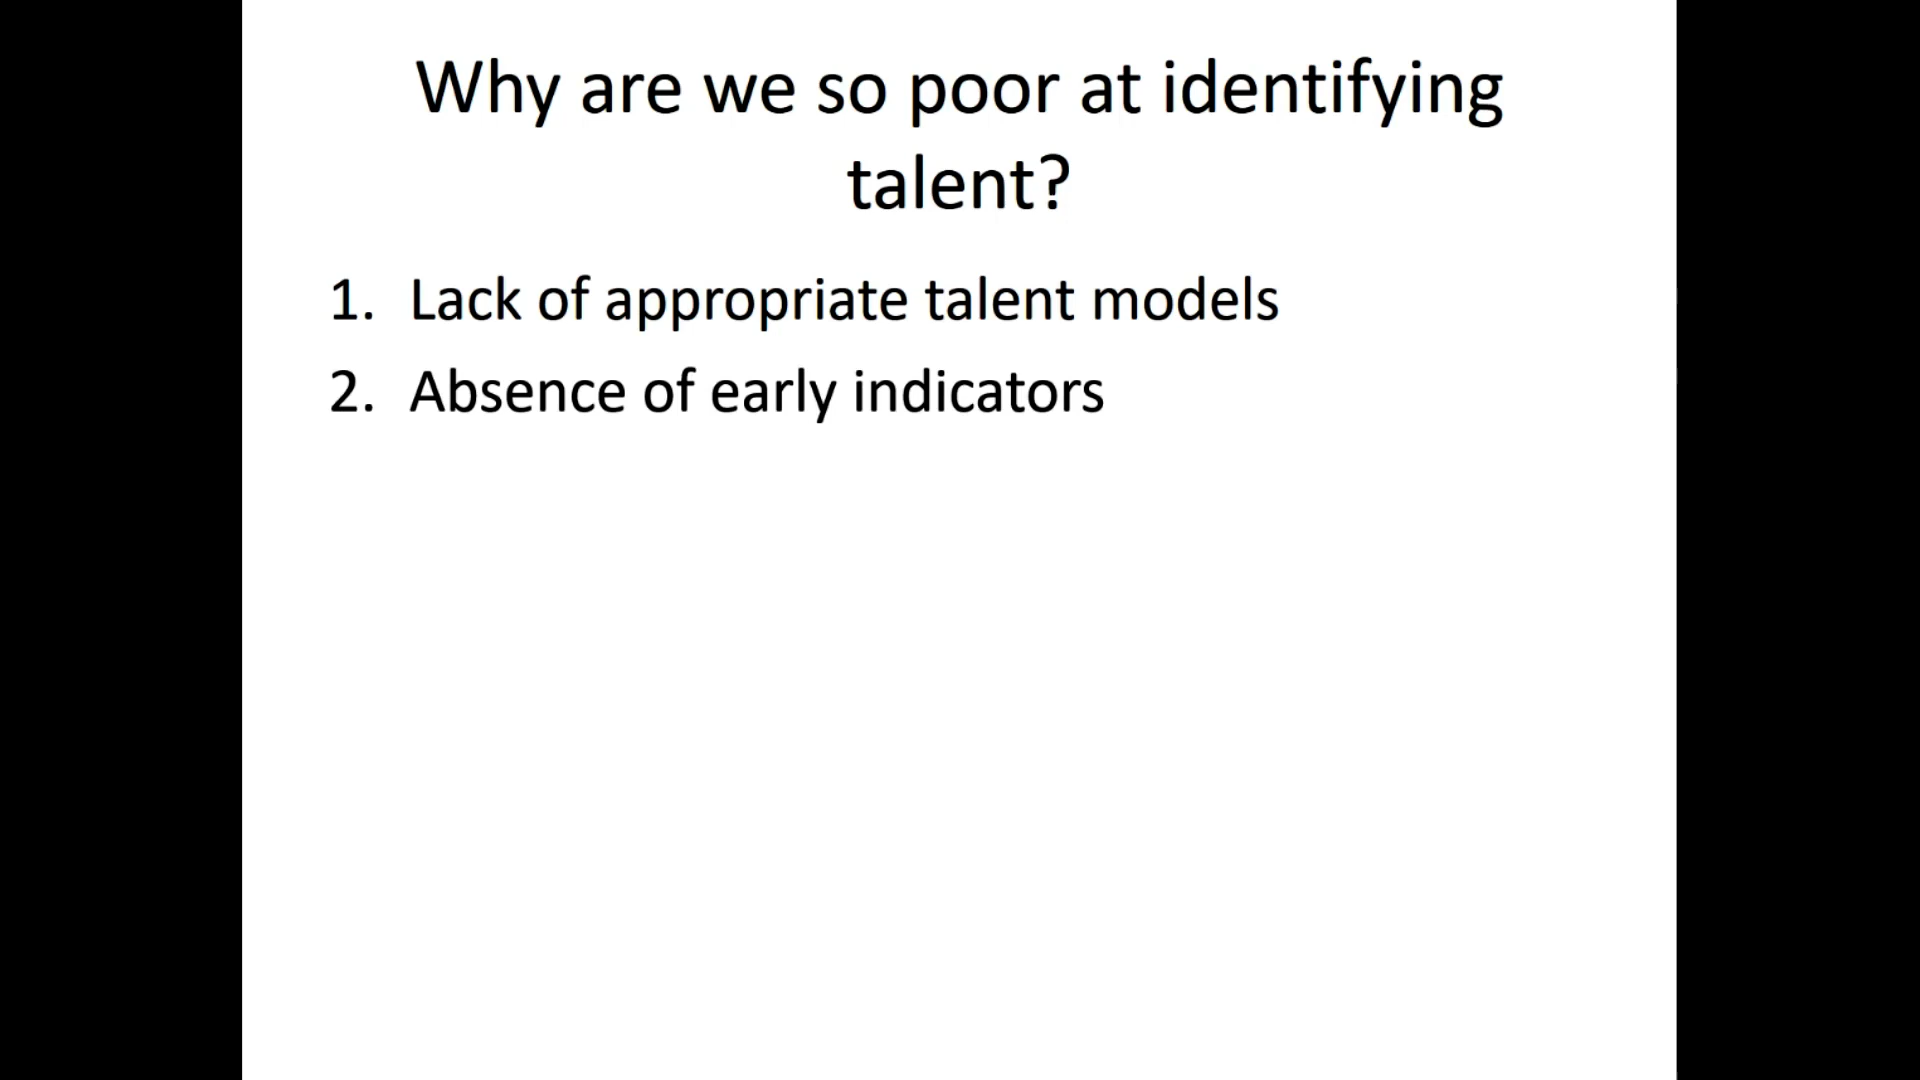 Why are we so poor at identifying
talent?
1. Lack of appropriate talent models
2. Absence of early indicators